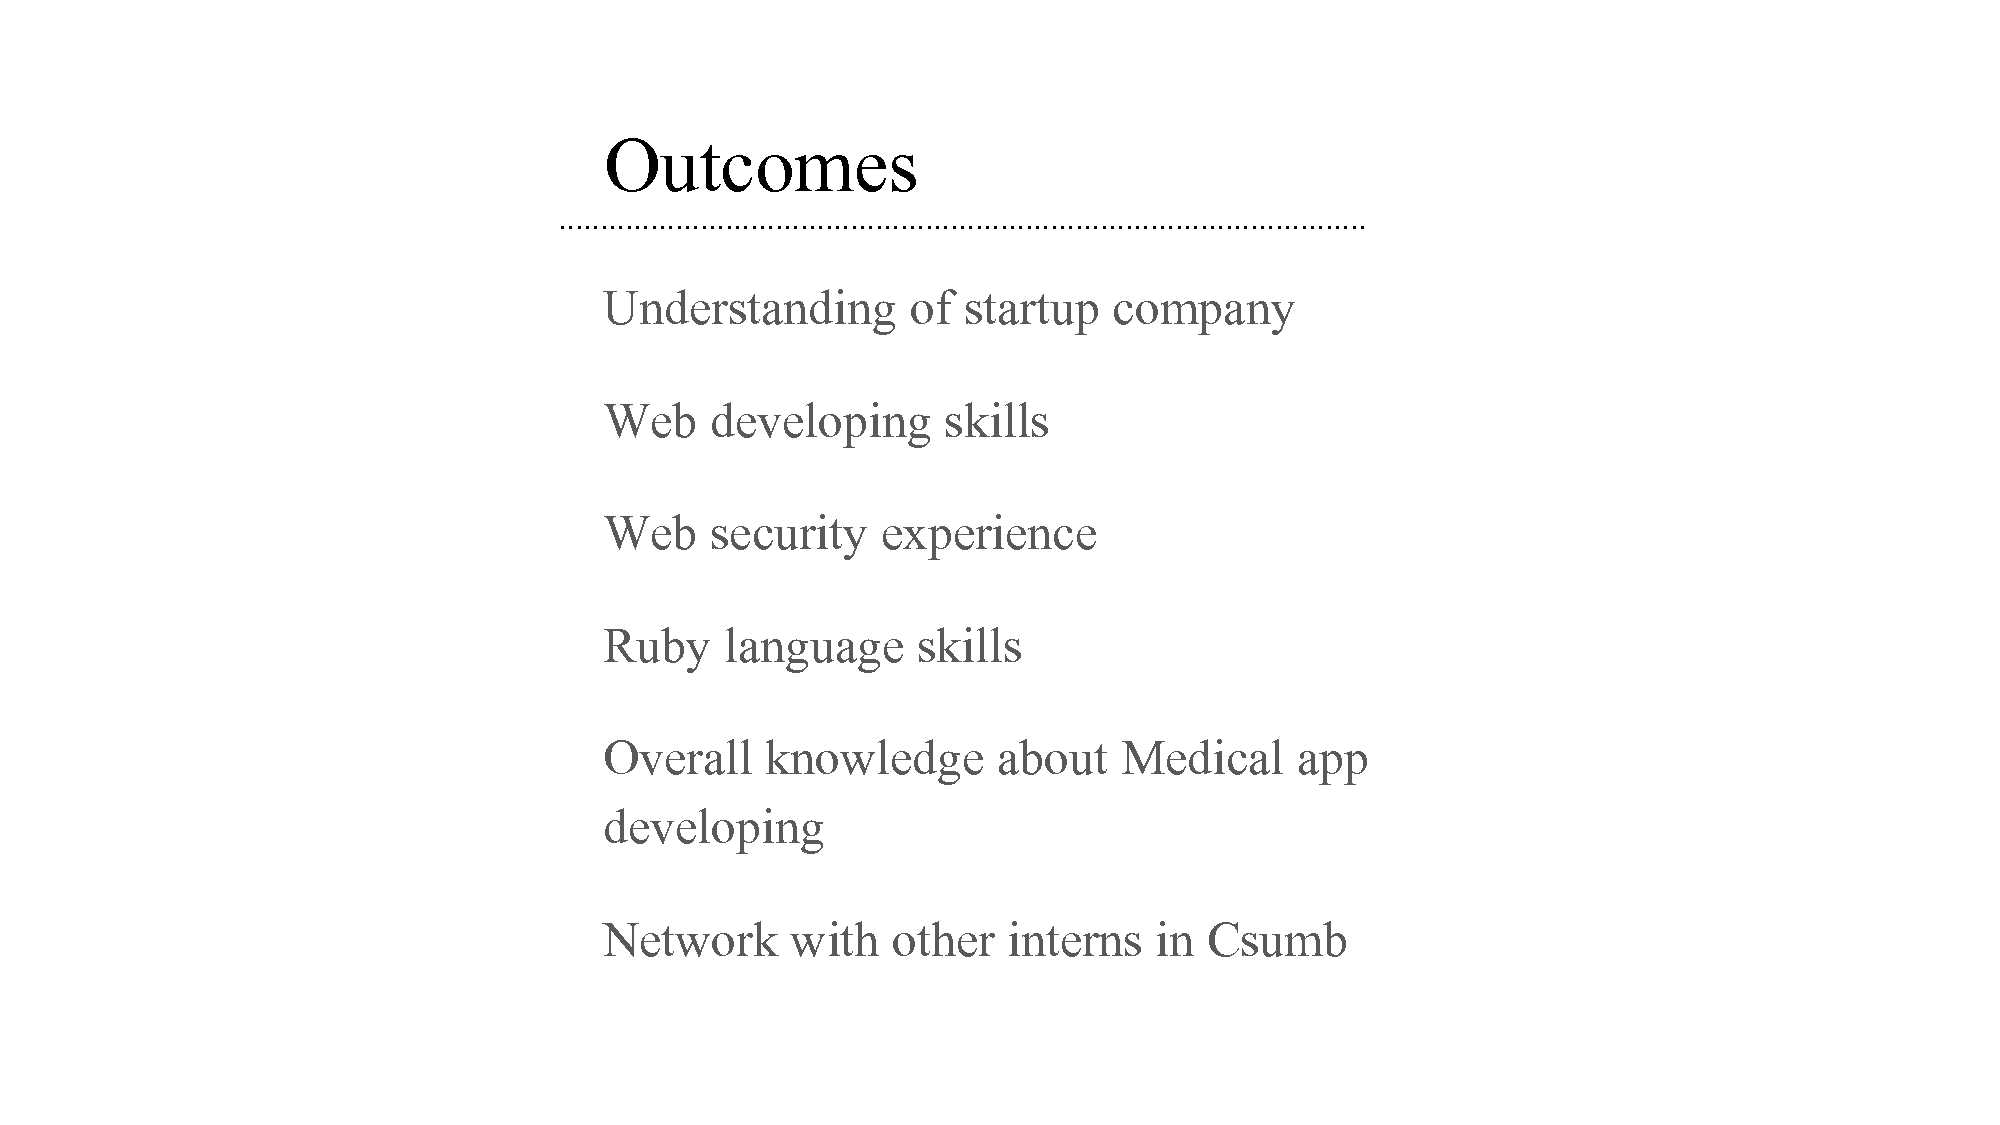 Outcomes
Understanding of startup company
Web developing skills
Web security experience
Ruby language skills
Overall knowledge about Medical app
developing
Network with other interns in Csumb